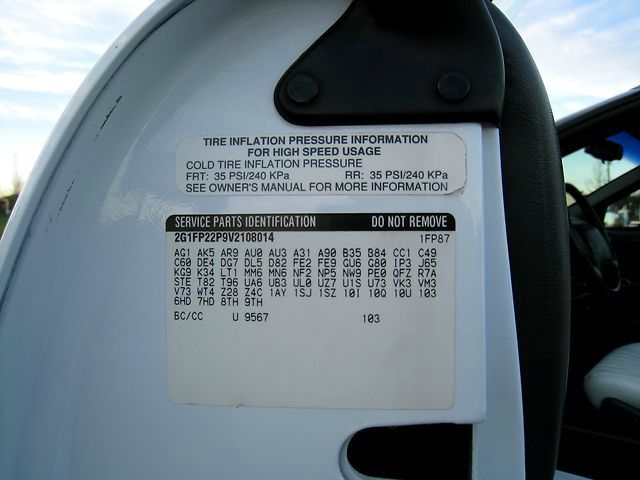 TIRE INFLATION PRESSURE INFORMATION
FOR HIGH SPEED USAGE
COLD TIRE INFLATION PRESSURE
FRT: 35 PSI/240 KPa RR: 35 PSI/240 KPa
SEE OWNER'S MANUAL FOR MORE INFORMATION
SERVICE PARTS IDENTIFICATION DO NOT REMOVE
2G1FP22P9V2108014 1FP87
AG1 AK5 AR9 AU0 AU3 A31 A90 B35 B84 CC1 C49
C60 DE4 DG7 DL5 D82 FE2 FE9 GU6 G80 IP3 J65
KG9 K34 LT1 MM6 MN6 NF2 NP5 NW9 PE0 QFZ R7A
STE T82 T96 UA6 UB3 UL0 UZ7 U1S U73 VK3 VM3
V73 WT4 Z28 Z4C 1AY 1SJ 1SZ 10I 10Q 10U 103
6HD 7HD 8TH 9TH
BC/CC U 9567 103